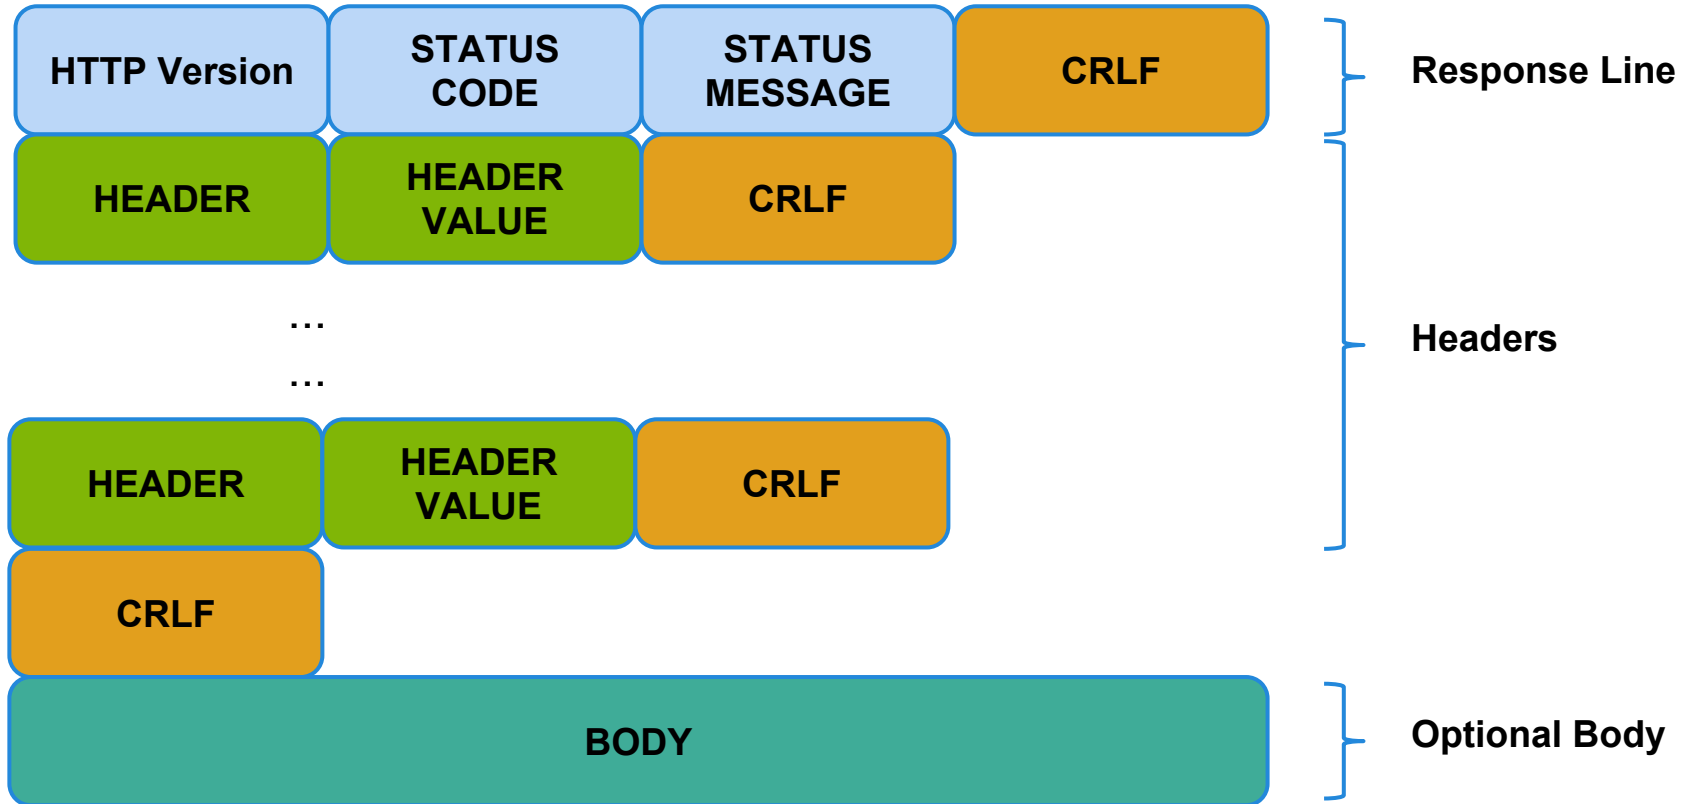 HTTP Version
STATUS
CODE
STATUS
MESSAGE
CRLF
Response Line
HEADER
HEADER
VALUE
CRLF
...
...
Headers
HEADER
HEADER
VALUE
CRLF
CRLF
BODY
Optional Body